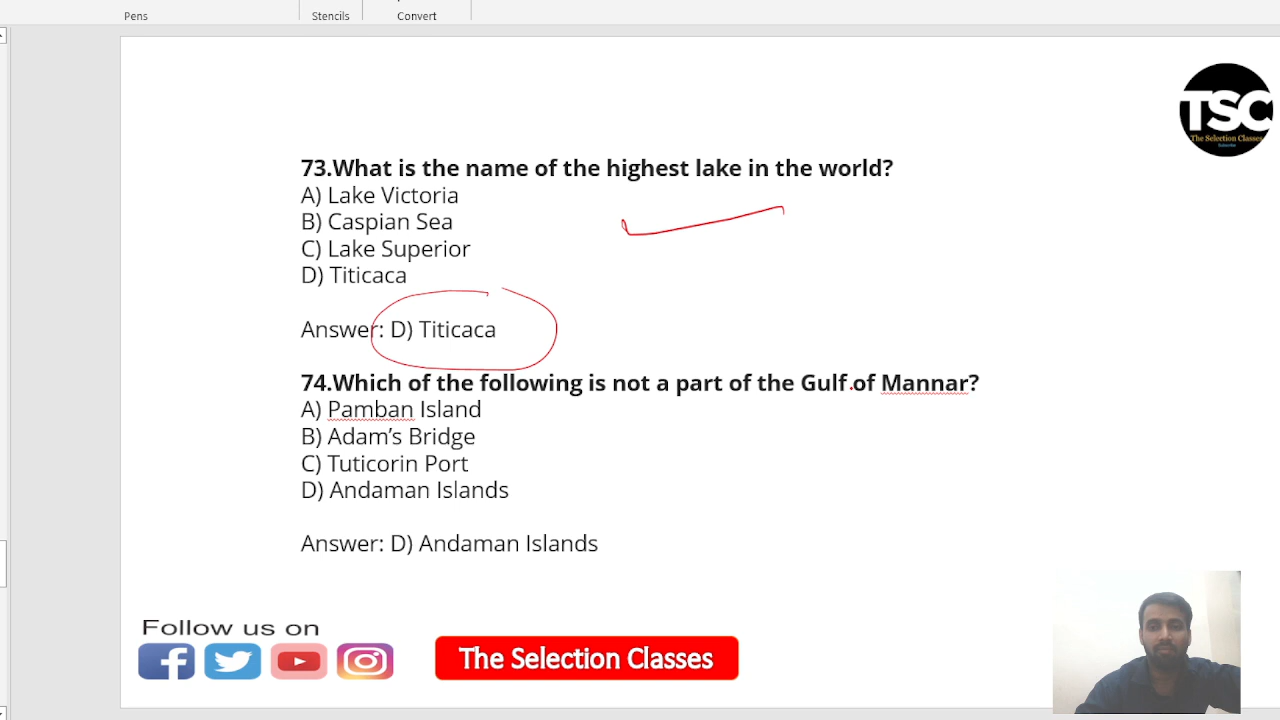 Pens
Stencils
Convert
TSC
The Selection Classes
Subscribe
73.What is the name of the highest lake in the world?
A) Lake Victoria
B) Caspian Sea
C) Lake Superior
D) Titicaca
Answer: D) Titicaca
74.Which of the following is not a part of the Gulf of Mannar?
A) Pamban Island
B) Adam’s Bridge
C) Tuticorin Port
D) Andaman Islands
Answer: D) Andaman Islands
Follow us on
The Selection Classes